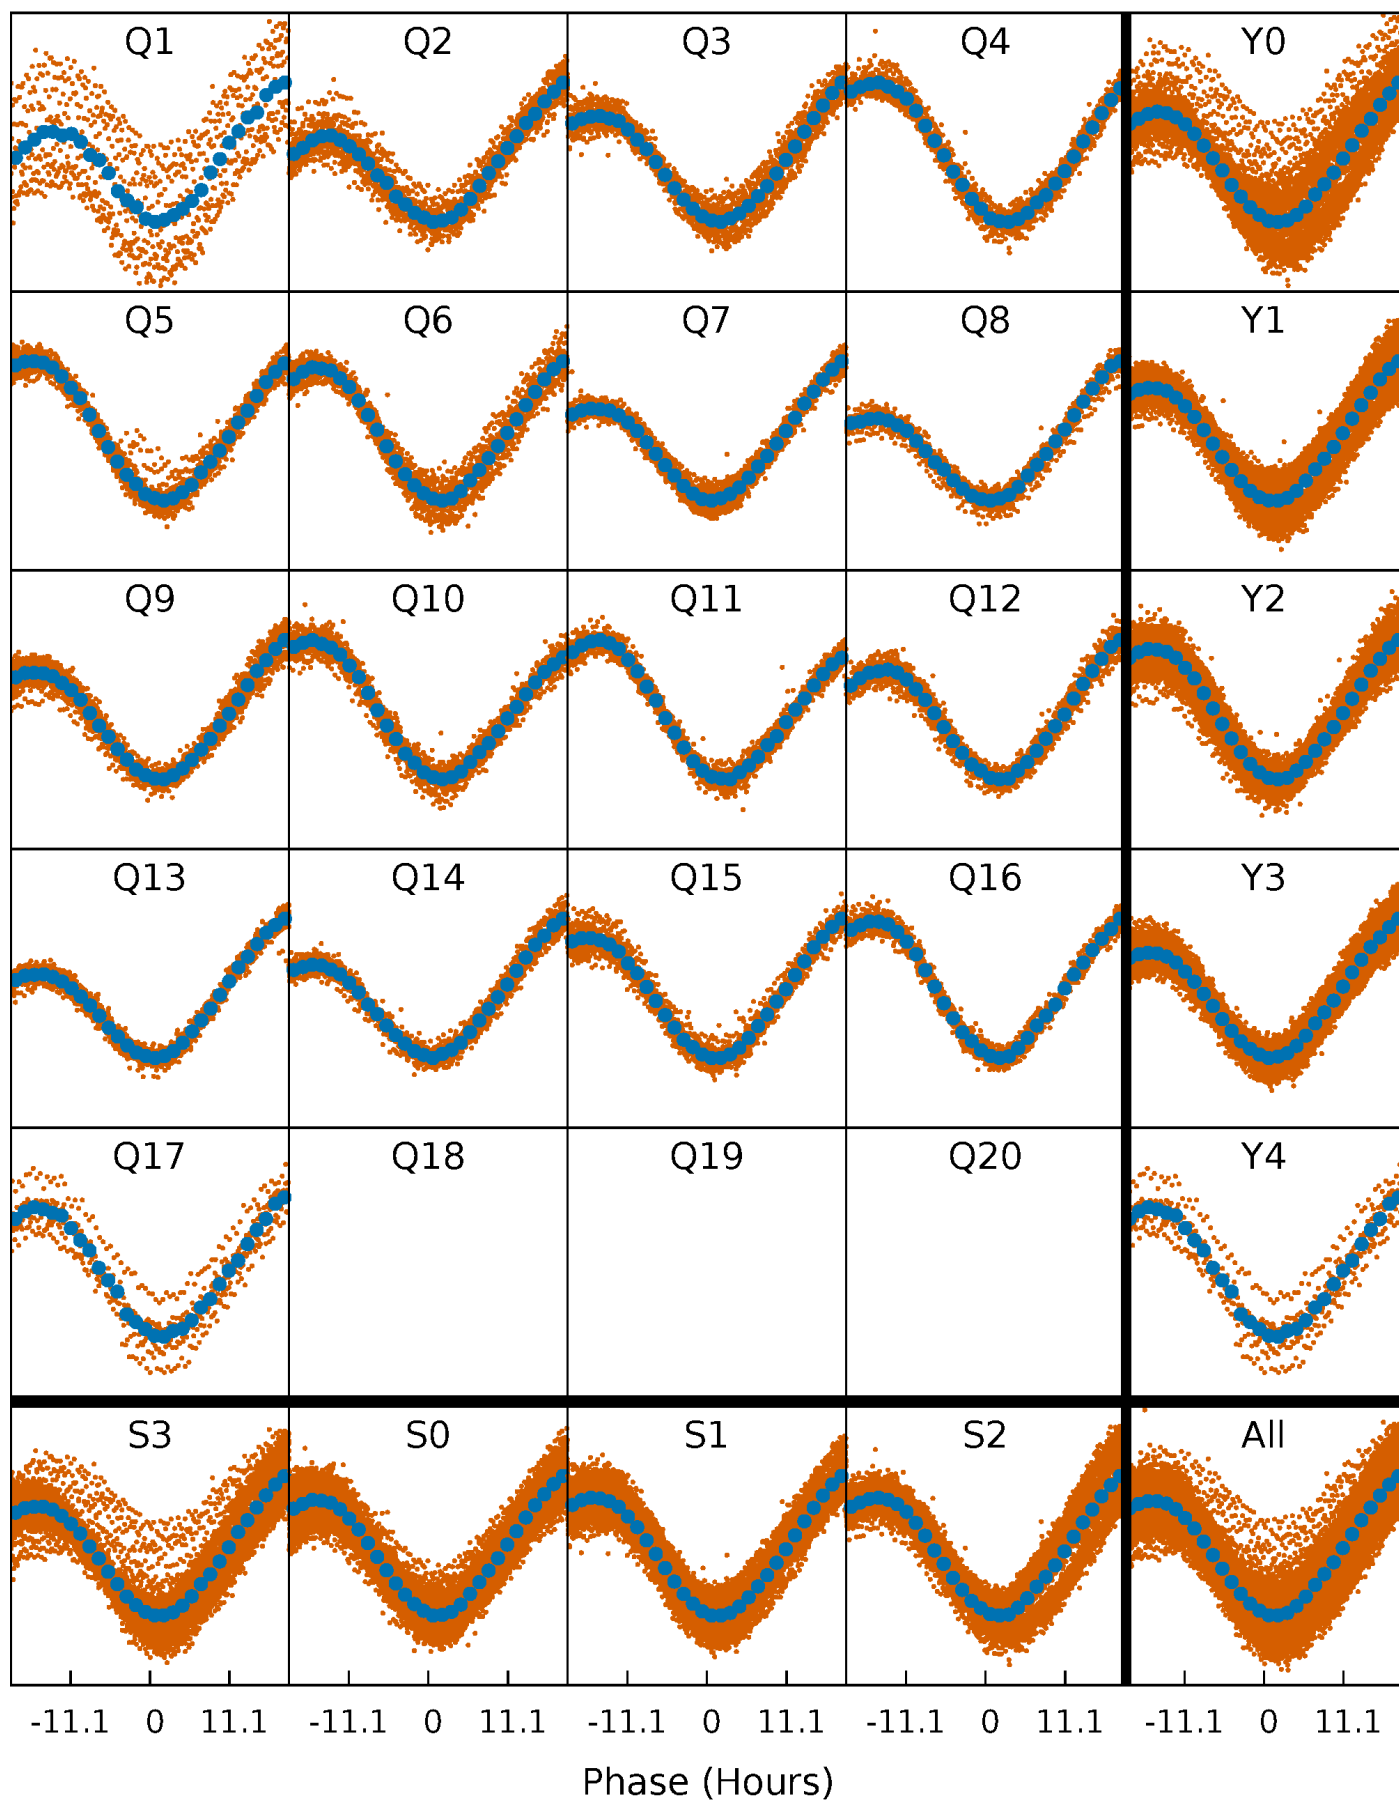 Q1 Q2 Q3 Q4 Y0
Q5 Q6 Q7 Q8 Y1
Q9 Q10 Q11 Q12 Y2
Q13 Q14 Q15 Q16 Y3
Q17 Q18 Q19 Q20 Y4
S3 S0 S1 S2 All
-11.1 0 11.1 -11.1 0 11.1 -11.1 0 11.1 -11.1 0 11.1 -11.1 0 11.1
Phase (Hours)